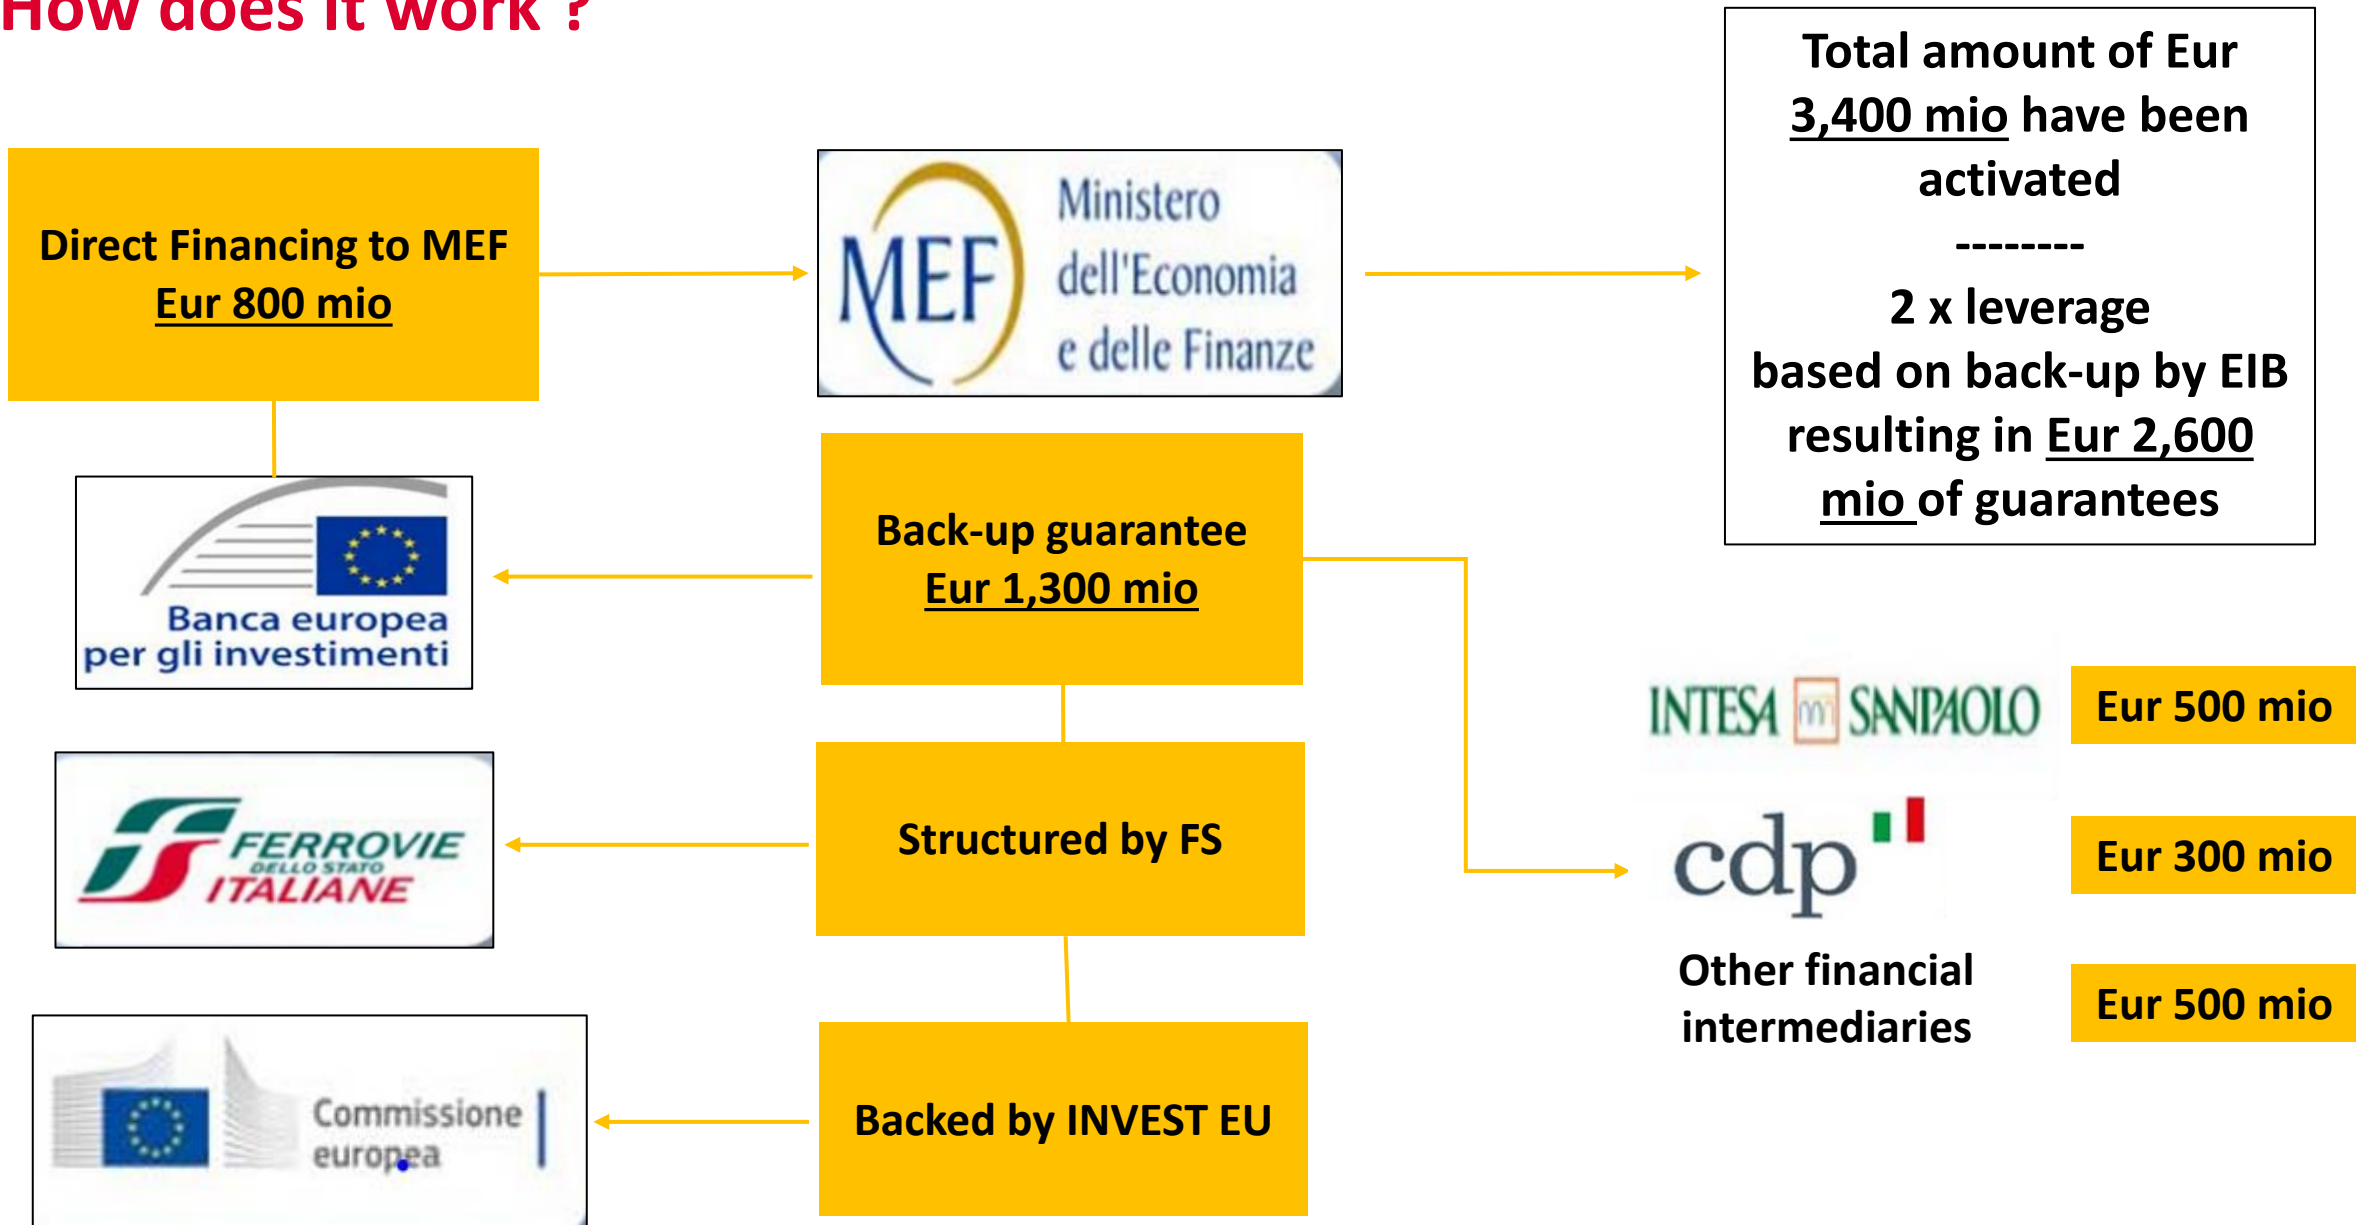 How does it work ?
Direct Financing to MEF
Eur 800 mio
MEF
Ministero
dell'Economia
e delle Finanze
Total amount of Eur
3,400 mio have been
activated
--------
2 x leverage
based on back-up by EIB
resulting in Eur 2,600
mio of guarantees
Banca europea
per gli investimenti
Back-up guarantee
Eur 1,300 mio
INTESA SANPAOLO
Eur 500 mio
FERROVIE
DELLO STATO
ITALIANE
Structured by FS
cdp
Eur 300 mio
Other financial
intermediaries
Eur 500 mio
Commissione
europea
Backed by INVEST EU